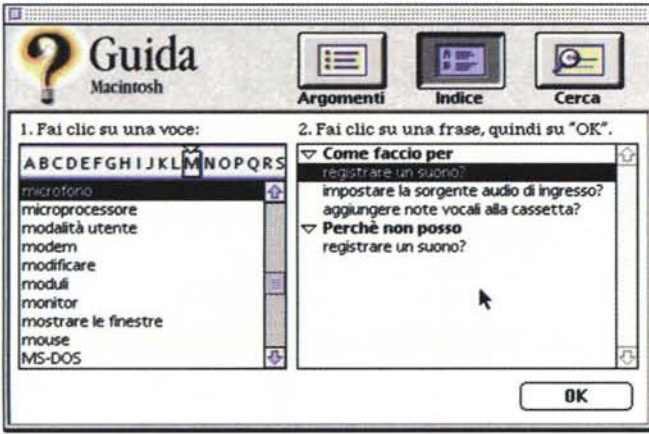 Guida
Macintosh
Argomenti
Indice
Cerca
1. Fai clic su una voce:
2. Fai clic su una frase, quindi su "OK".
ABCDEFGHIJKLMNOPQRS
microfono
microprocessore
modalità utente
modem
modificare
moduli
monitor
mostrare le finestre
mouse
MS-DOS
Come faccio per
registrare un suono?
impostare la sorgente audio di ingresso?
aggiungere note vocali alla cassetta?
Perchè non posso
registrare un suono?
OK